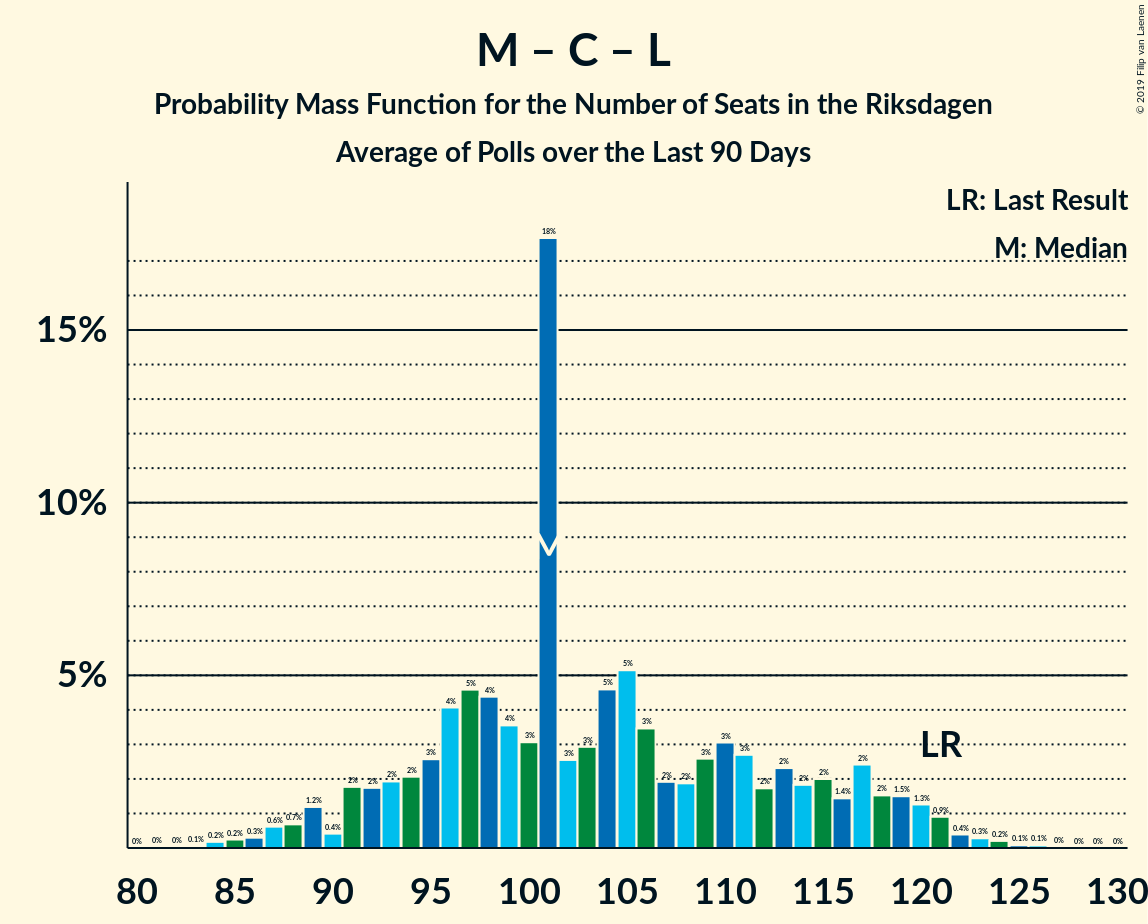 M – C – L
Probability Mass Function for the Number of Seats in the Riksdagen
Average of Polls over the Last 90 Days
© 2019 Filip van Laenen
LR: Last Result
M: Median
15%
10%
5%
LR
0% 0% 0% 0.1% 0.2% 0.2% 0.3% 0.6% 0.7% 1.2% 0.4% 2% 2% 2% 2% 3% 4% 5% 4% 4% 3% 18% 3% 3% 5% 5% 3% 2% 2% 3% 3% 3% 2% 2% 2% 2% 1.4% 2% 2% 1.5% 1.3% 0.9% 0.4% 0.3% 0.2% 0.1% 0.1% 0% 0% 0% 0%
80 85 90 95 100 105 110 115 120 125 130